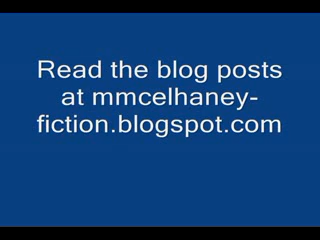 Read the blog posts
at mmcelhaney-
fiction.blogspot.com